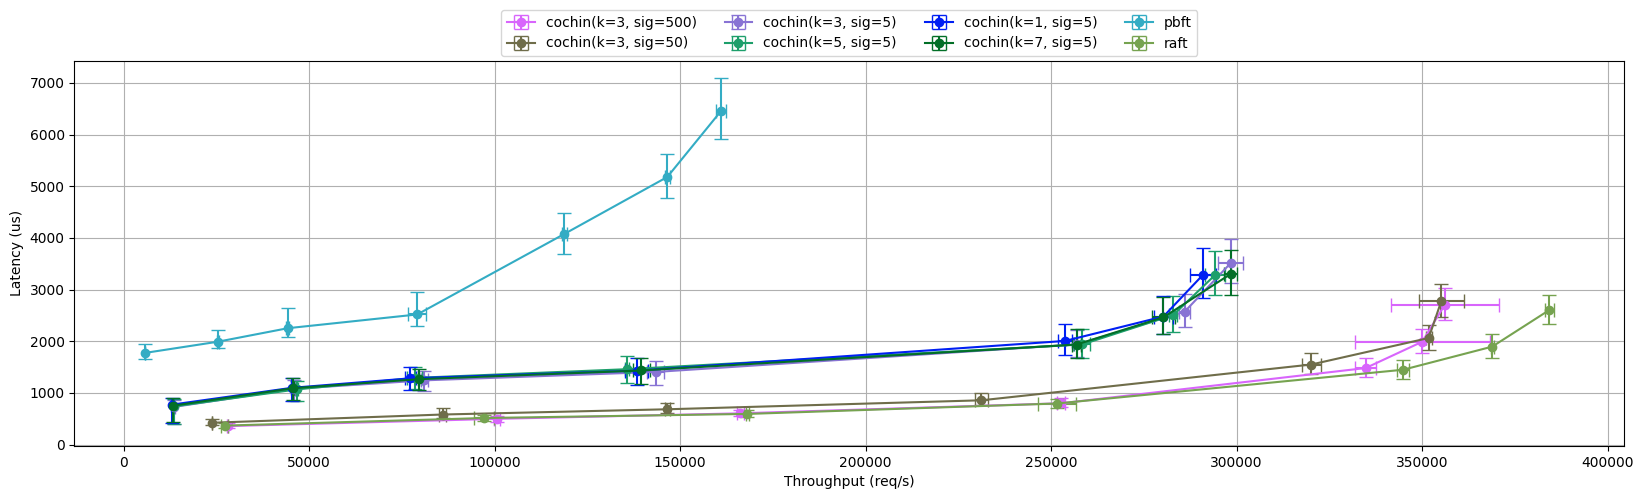 cochin(k=3, sig=500) cochin(k=3, sig=5) cochin(k=1, sig=5) pbft
cochin(k=3, sig=50) cochin(k=5, sig=5) cochin(k=7, sig=5) raft
7000
6000
5000
4000
3000
2000
1000
0
Latency (us)
0 50000 100000 150000 200000 250000 300000 350000 400000
Throughput (req/s)